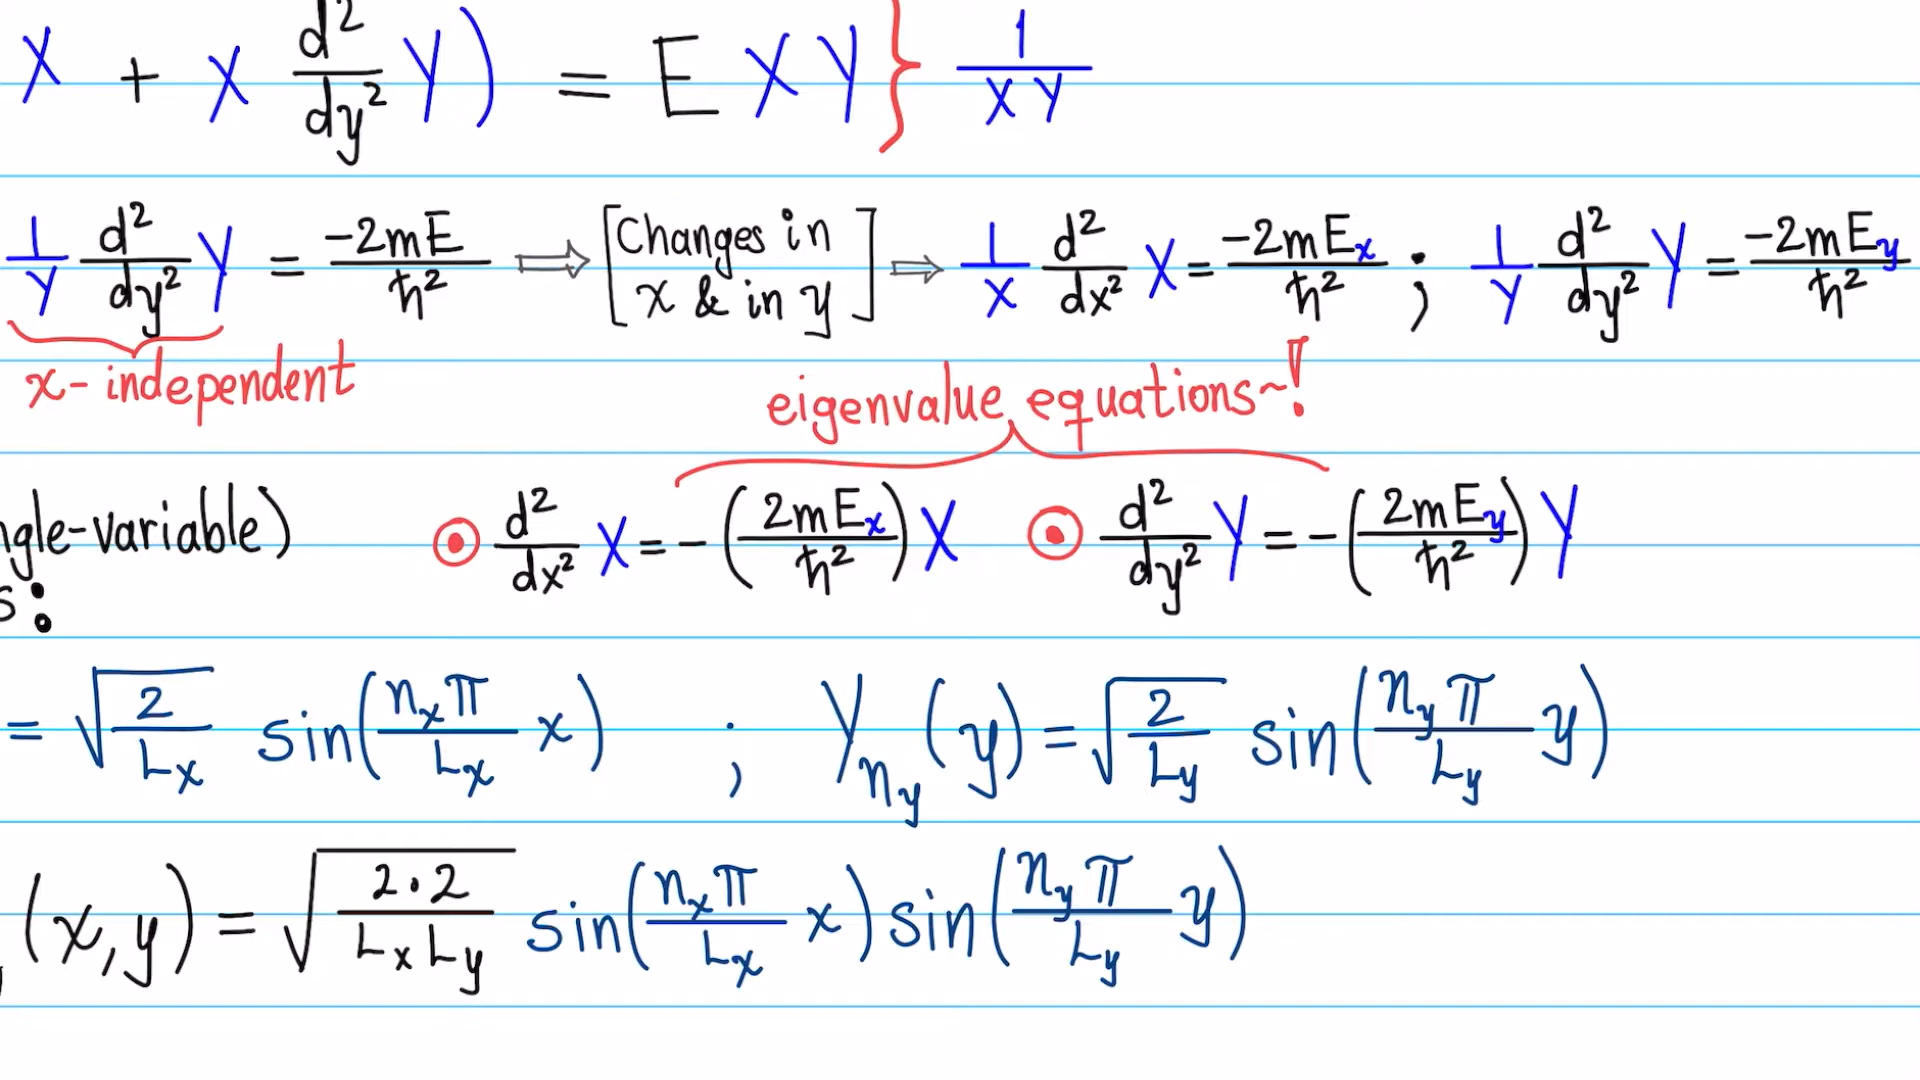 X + X d²/dy² Y) = E X Y} 1/XY
1/Y d²/dy² Y = -2mE/ħ² ⇒ [Changes in x & in y] ⇒ 1/X d²/dx² X = -2mEx/ħ² ; 1/Y d²/dy² Y = -2mEy/ħ²
x-independent
eigenvalue equations~!
ngle-variable) ⊙ d²/dx² X = -(2mEx/ħ²) X ⊙ d²/dy² Y = -(2mEy/ħ²) Y
s:
= √(2/Lx) sin(nxπ/Lx x) ; Yny(y) = √(2/Ly) sin(nyπ/Ly y)
(x,y) = √(2·2/LxLy) sin(nxπ/Lx x) sin(nyπ/Ly y)